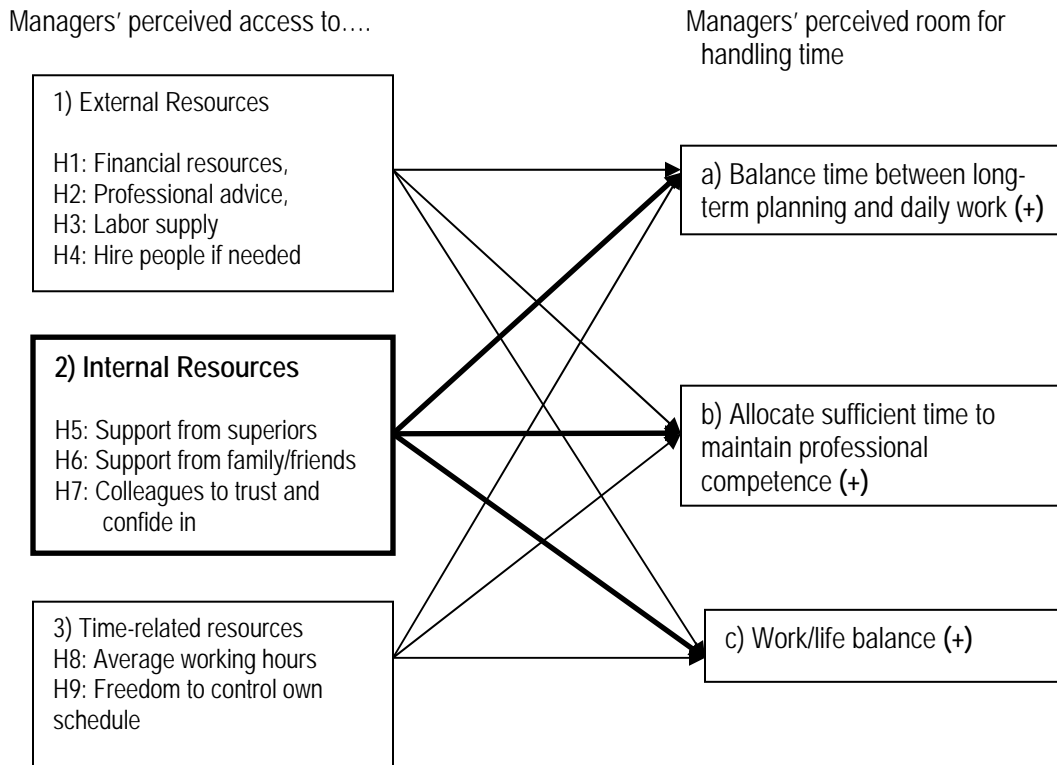 Managers' perceived access to….
Managers' perceived room for
handling time
1) External Resources
H1: Financial resources,
H2: Professional advice,
H3: Labor supply
H4: Hire people if needed
2) Internal Resources
H5: Support from superiors
H6: Support from family/friends
H7: Colleagues to trust and
confide in
3) Time-related resources
H8: Average working hours
H9: Freedom to control own
schedule
a) Balance time between long-
term planning and daily work (+)
b) Allocate sufficient time to
maintain professional
competence (+)
c) Work/life balance (+)